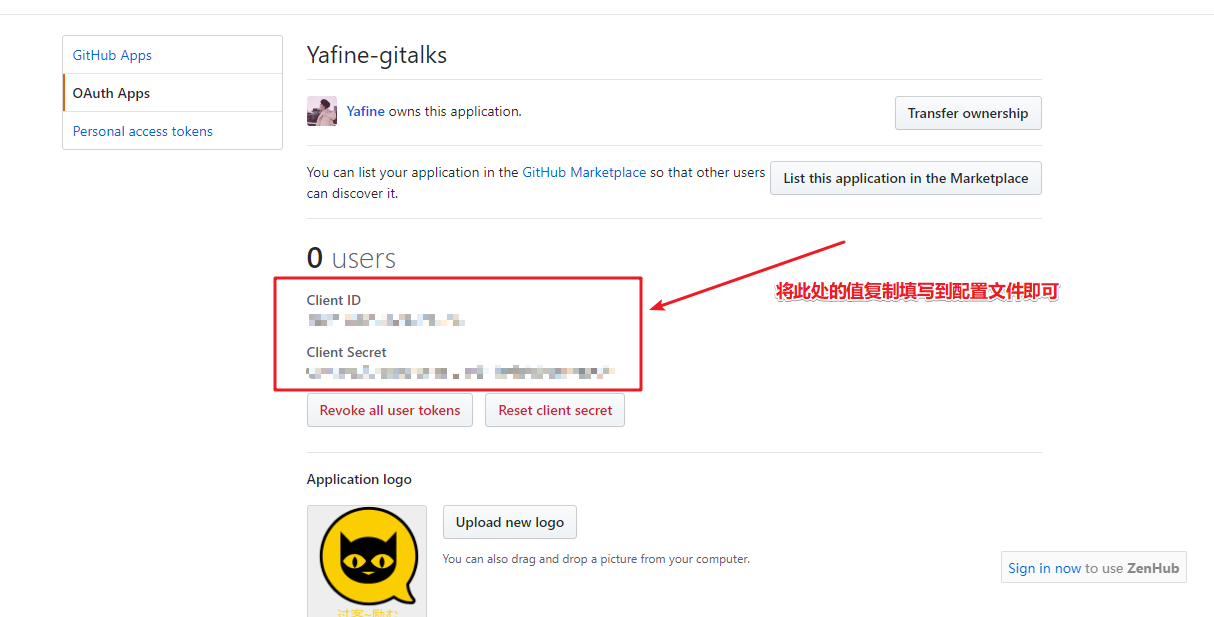 GitHub Apps
OAuth Apps
Personal access tokens
Yafine-gitalks
Yafine owns this application.
Transfer ownership
You can list your application in the GitHub Marketplace so that other users
can discover it.
List this application in the Marketplace
0 users
将此处的值复制填写到配置文件即可
Client ID
Client Secret
Revoke all user tokens
Reset client secret
Application logo
Upload new logo
You can also drag and drop a picture from your computer.
Sign in now to use ZenHub
过客~励む